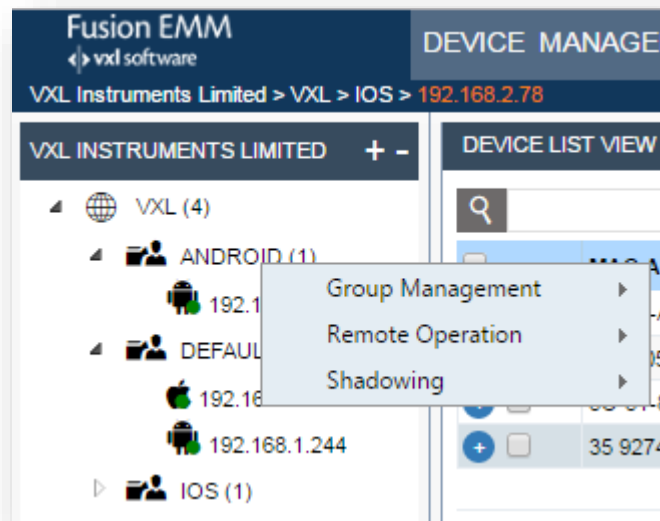 Fusion EMM
vxl software
DEVICE MANAGE
VXL Instruments Limited > VXL > IOS > 192.168.2.78
VXL INSTRUMENTS LIMITED + -
DEVICE LIST VIEW
VXL (4)
ANDROID (1)
192.1
Group Management
Remote Operation
DEFAUL
Shadowing
192.16
192.168.1.244
35 9274
IOS (1)